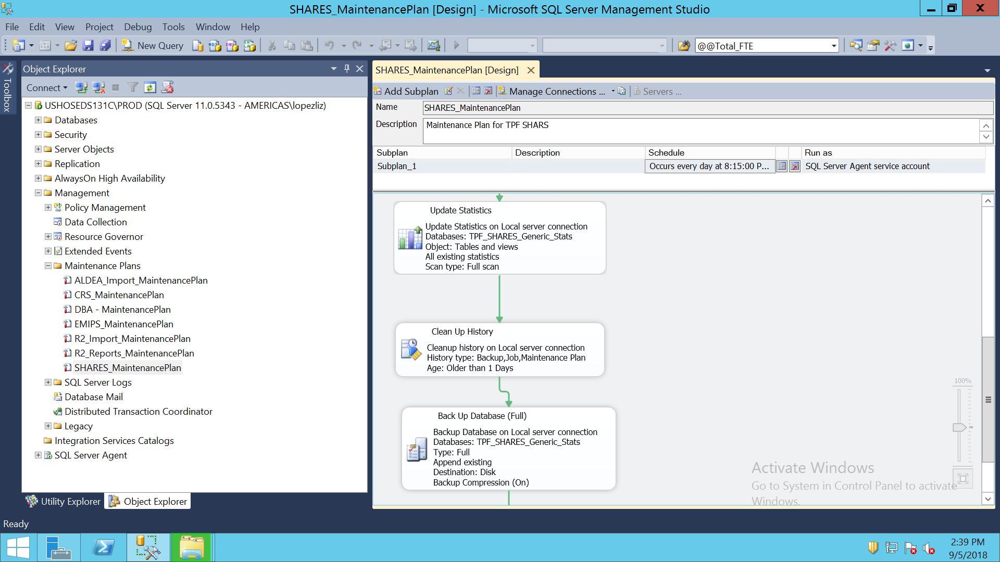 SHARES_MaintenancePlan [Design] - Microsoft SQL Server Management Studio
File Edit View Project Debug Tools Window Help
New Query
@@Total_FTE
Toolbox
Object Explorer
Connect
USHOSEDS131C\PROD (SQL Server 11.0.5343 - AMERICAS\lopezliz)
Databases
Security
Server Objects
Replication
AlwaysOn High Availability
Management
Policy Management
Data Collection
Resource Governor
Extended Events
Maintenance Plans
ALDEA_Import_MaintenancePlan
CRS_MaintenancePlan
DBA - MaintenancePlan
EMIPS_MaintenancePlan
R2_Import_MaintenancePlan
R2_Reports_MaintenancePlan
SHARES_MaintenancePlan
SQL Server Logs
Database Mail
Distributed Transaction Coordinator
Legacy
Integration Services Catalogs
SQL Server Agent
Utility Explorer
Object Explorer
SHARES_MaintenancePlan [Design]
Add Subplan
Manage Connections ...
Servers ...
Name
SHARES_MaintenancePlan
Description
Maintenance Plan for TPF SHARS
Subplan Description Schedule Run as
Subplan_1 Occurs every day at 8:15:00 P... SQL Server Agent service account
Update Statistics
Update Statistics on Local server connection
Databases: TPF_SHARES_Generic_Stats
Object: Tables and views
All existing statistics
Scan type: Full scan
Clean Up History
Cleanup history on Local server connection
History type: Backup,Job,Maintenance Plan
Age: Older than 1 Days
Back Up Database (Full)
Backup Database on Local server connection
Databases: TPF_SHARES_Generic_Stats
Type: Full
Append existing
Destination: Disk
Backup Compression (On)
100%
Activate Windows
Go to System in Control Panel to activate
Windows.
Ready
2:39 PM
9/5/2018